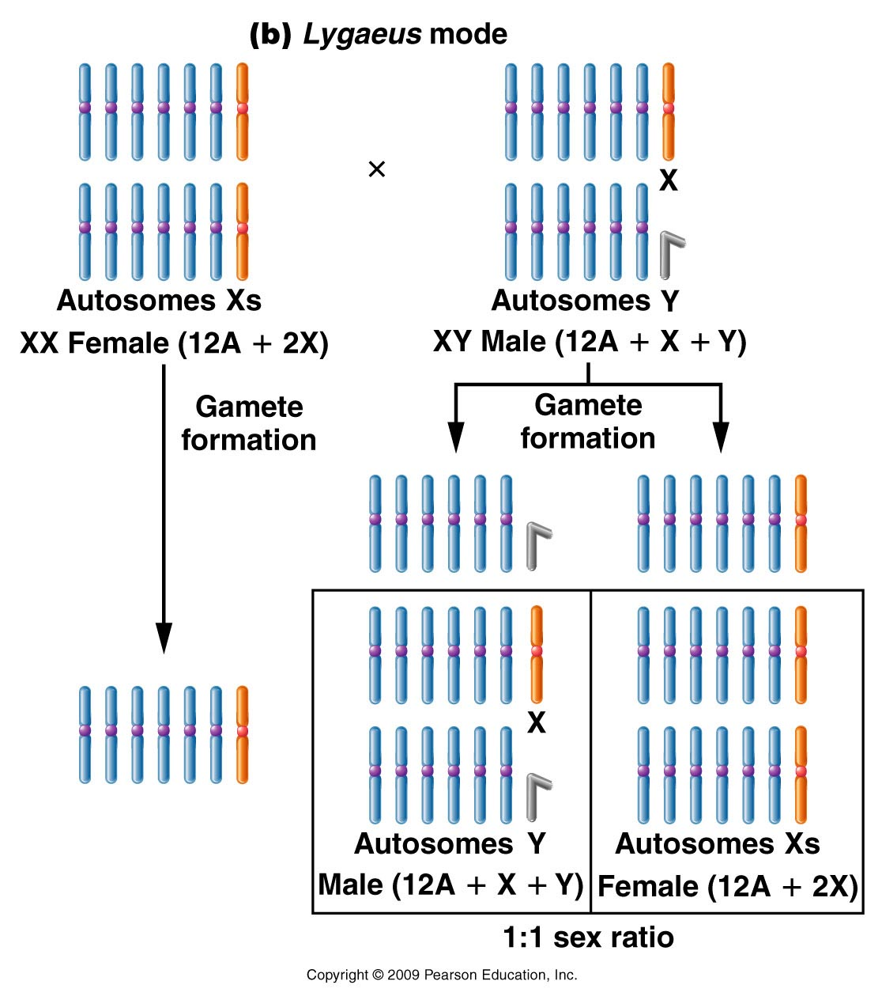 (b) Lygaeus mode
×
X
Autosomes Xs
Autosomes Y
XX Female (12A + 2X)
XY Male (12A + X + Y)
Gamete
formation
Gamete
formation
X
Autosomes Y
Male (12A + X + Y)
Autosomes Xs
Female (12A + 2X)
1:1 sex ratio
Copyright © 2009 Pearson Education, Inc.